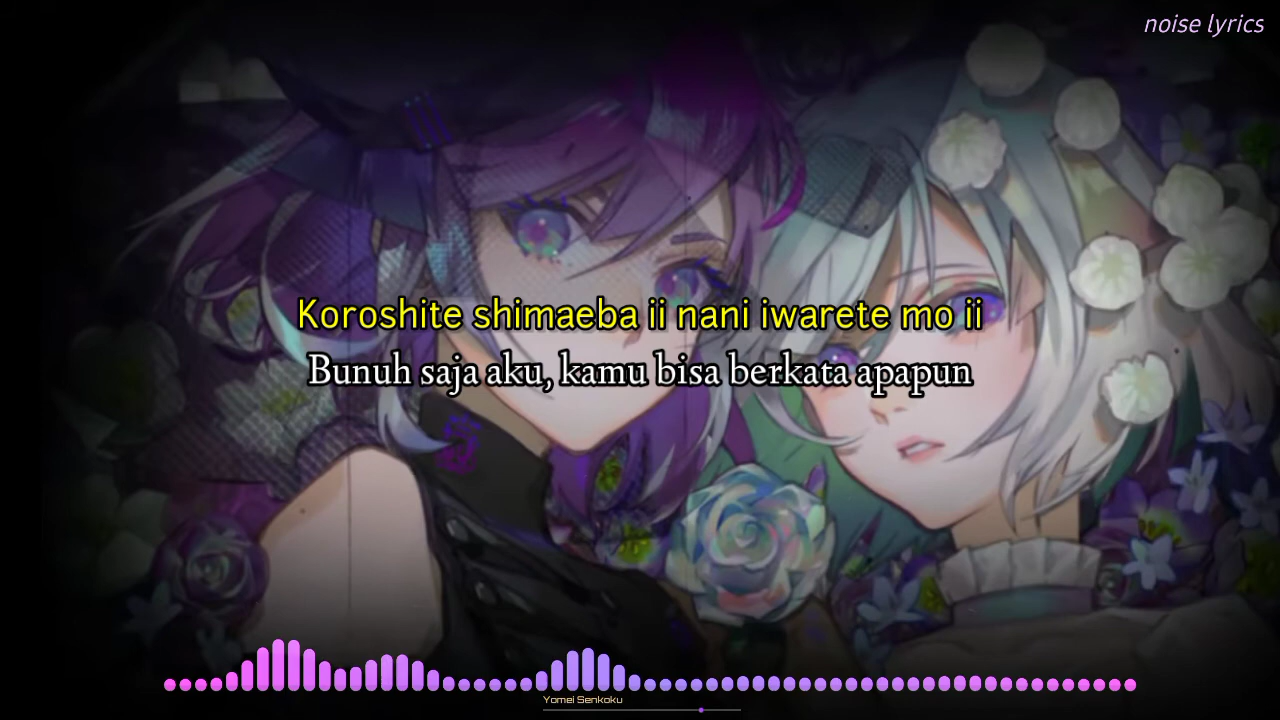 noise lyrics
Koroshite shimaeba ii nani iwarete mo ii
Bunuh saja aku, kamu bisa berkata apapun
Yomei Senkoku